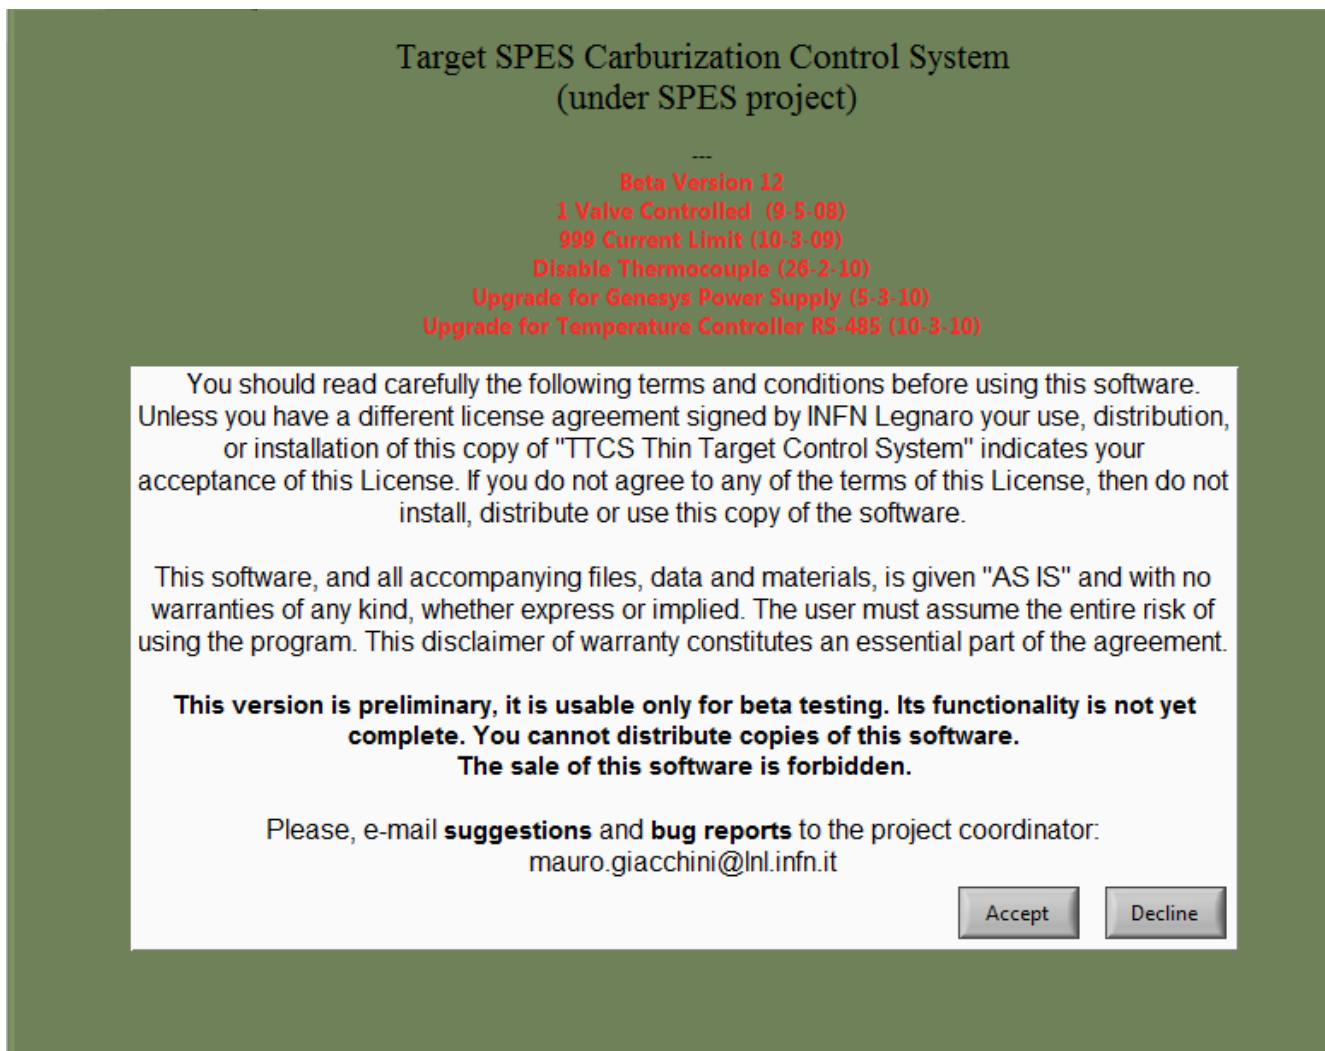 Target SPES Carburization Control System
(under SPES project)
---
Beta Version 12
1 Valve Controlled  (9-5-08)
999 Current Limit (10-3-09)
Disable Thermocouple (26-2-10)
Upgrade for Genesys Power Supply (5-3-10)
Upgrade for Temperature Controller RS-485 (10-3-10)
You should read carefully the following terms and conditions before using this software.
Unless you have a different license agreement signed by INFN Legnaro your use, distribution,
or installation of this copy of "TTCS Thin Target Control System" indicates your
acceptance of this License. If you do not agree to any of the terms of this License, then do not
install, distribute or use this copy of the software.
This software, and all accompanying files, data and materials, is given "AS IS" and with no
warranties of any kind, whether express or implied. The user must assume the entire risk of
using the program. This disclaimer of warranty constitutes an essential part of the agreement.
This version is preliminary, it is usable only for beta testing. Its functionality is not yet
complete. You cannot distribute copies of this software.
The sale of this software is forbidden.
Please, e-mail suggestions and bug reports to the project coordinator:
mauro.giacchini@lnl.infn.it
Accept Decline